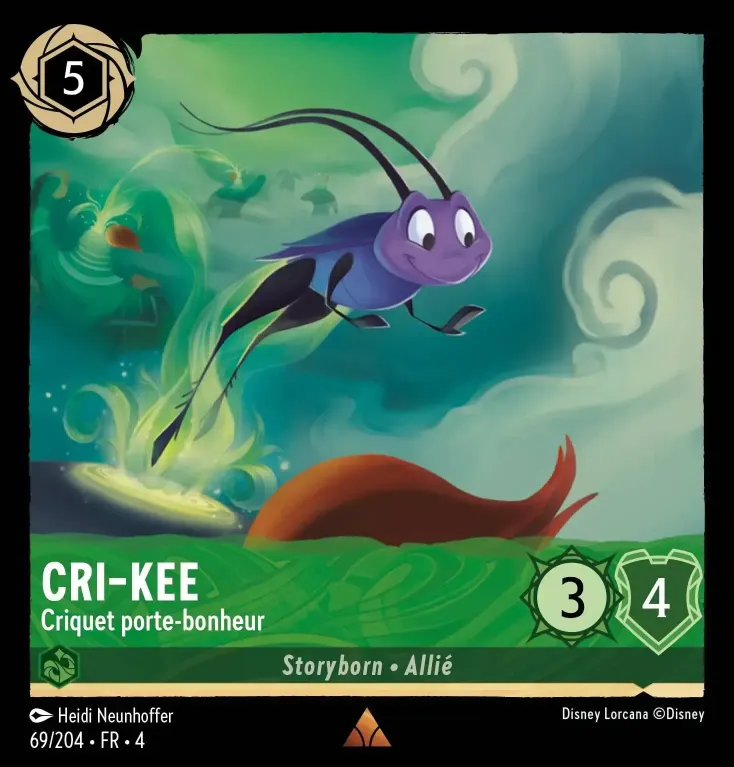 5
CRI-KEE
Criquet porte-bonheur
3
4
Storyborn • Allié
Heidi Neunhoffer
Disney Lorcana ©Disney
69/204 • FR • 4